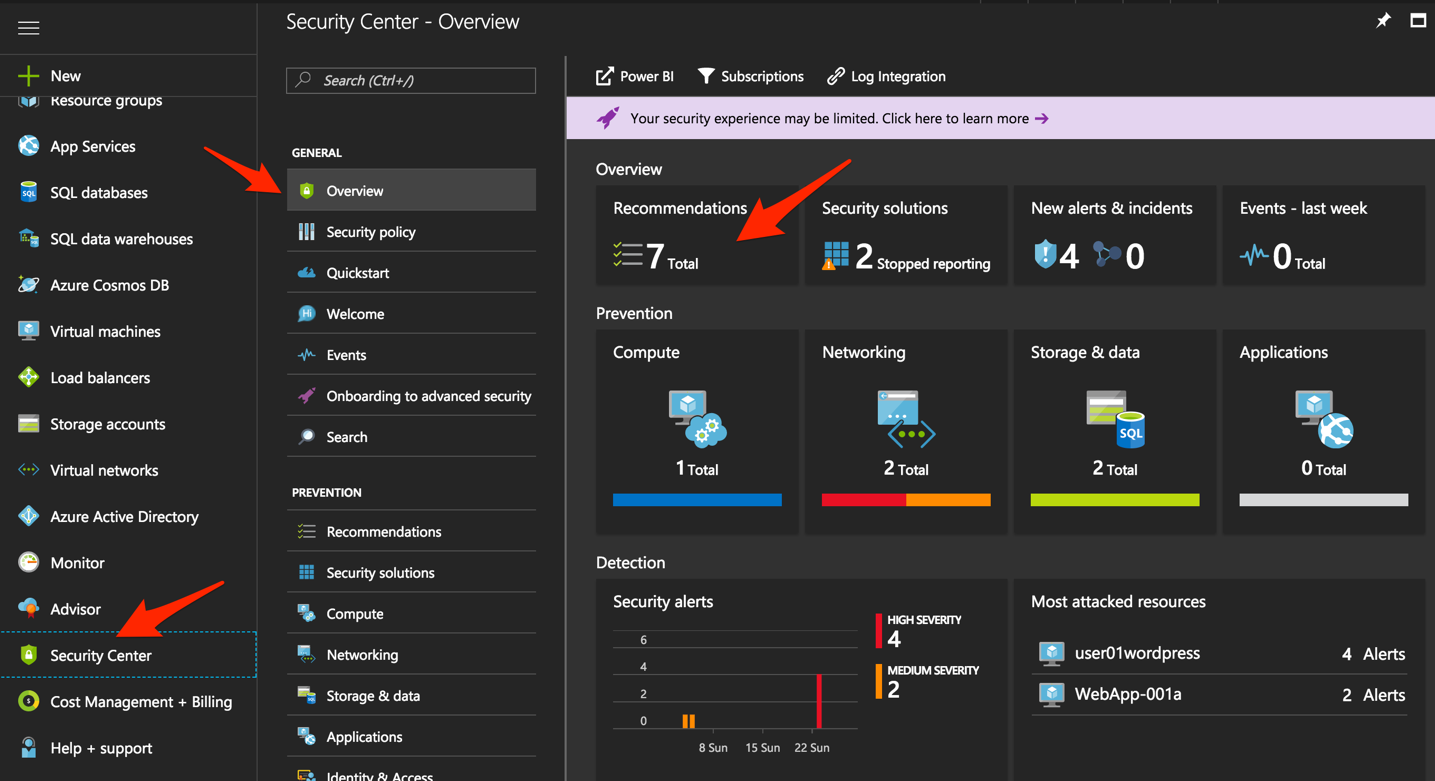 Security Center - Overview
New
Resource groups
App Services
SQL databases
SQL data warehouses
Azure Cosmos DB
Virtual machines
Load balancers
Storage accounts
Virtual networks
Azure Active Directory
Monitor
Advisor
Security Center
Cost Management + Billing
Help + support
Search (Ctrl+/)
GENERAL
Overview
Security policy
Quickstart
Hi
Welcome
Events
Onboarding to advanced security
Search
PREVENTION
Recommendations
Security solutions
Compute
Networking
Storage & data
Applications
Identity & Access
Power BI
Subscriptions
Log Integration
Your security experience may be limited. Click here to learn more →
Overview
Recommendations
7 Total
Security solutions
2 Stopped reporting
New alerts & incidents
4 0
Events - last week
0 Total
Prevention
Compute
1 Total
Networking
2 Total
Storage & data
SQL
2 Total
Applications
0 Total
Detection
Security alerts
6
4
2
0
8 Sun 15 Sun 22 Sun
HIGH SEVERITY
4
MEDIUM SEVERITY
2
Most attacked resources
user01wordpress 4 Alerts
WebApp-001a 2 Alerts